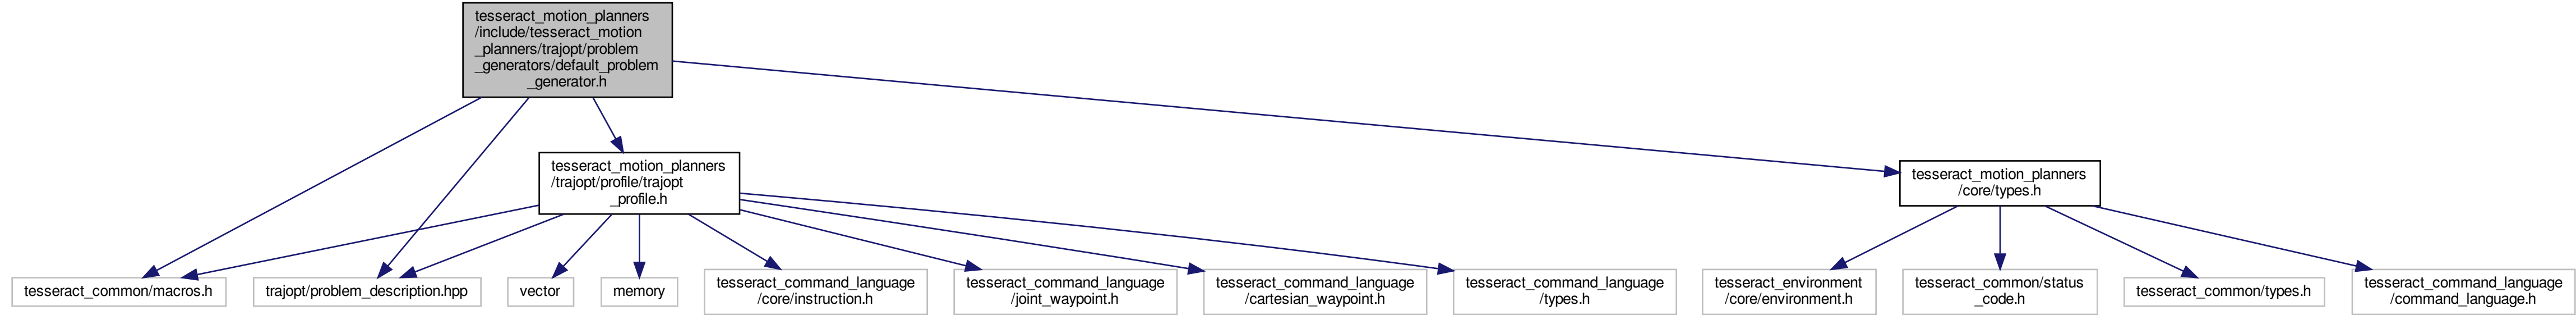 tesseract_motion_planners
/include/tesseract_motion
_planners/trajopt/problem
_generators/default_problem
_generator.h
tesseract_motion_planners
/trajopt/profile/trajopt
_profile.h
tesseract_motion_planners
/core/types.h
tesseract_common/macros.h
trajopt/problem_description.hpp
vector
memory
tesseract_command_language
/core/instruction.h
tesseract_command_language
/joint_waypoint.h
tesseract_command_language
/cartesian_waypoint.h
tesseract_command_language
/types.h
tesseract_environment
/core/environment.h
tesseract_common/status
_code.h
tesseract_common/types.h
tesseract_command_language
/command_language.h